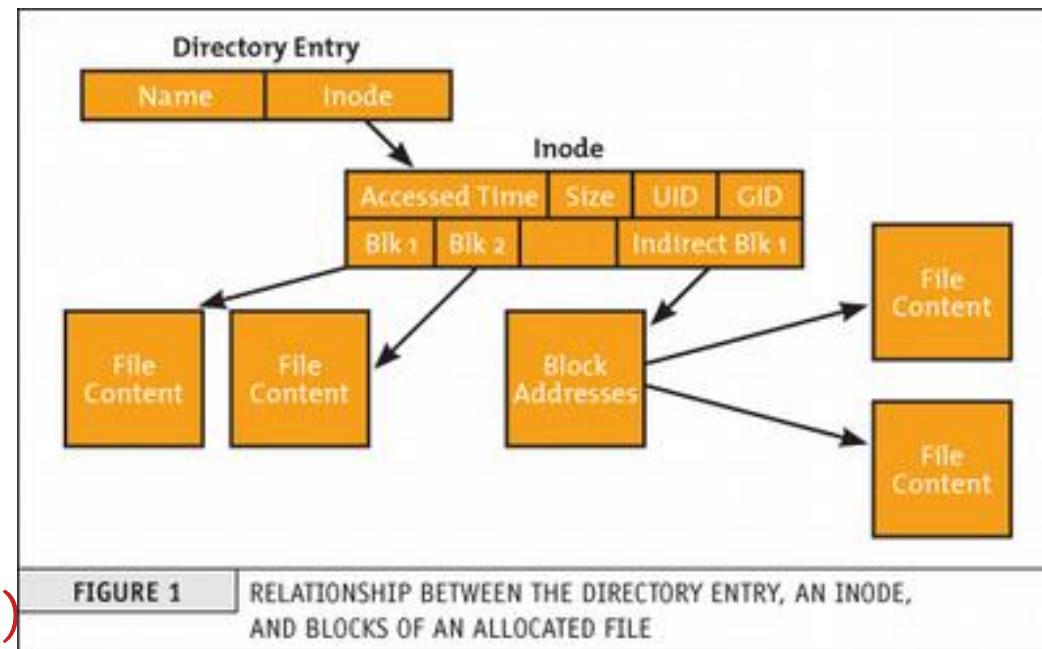 Directory Entry
Name Inode
Inode
Accessed Time Size UID GID
Blk 1 Blk 2 Indirect Blk 1
File
Content
File
Content
Block
Addresses
File
Content
File
Content
)
FIGURE 1
RELATIONSHIP BETWEEN THE DIRECTORY ENTRY, AN INODE,
AND BLOCKS OF AN ALLOCATED FILE